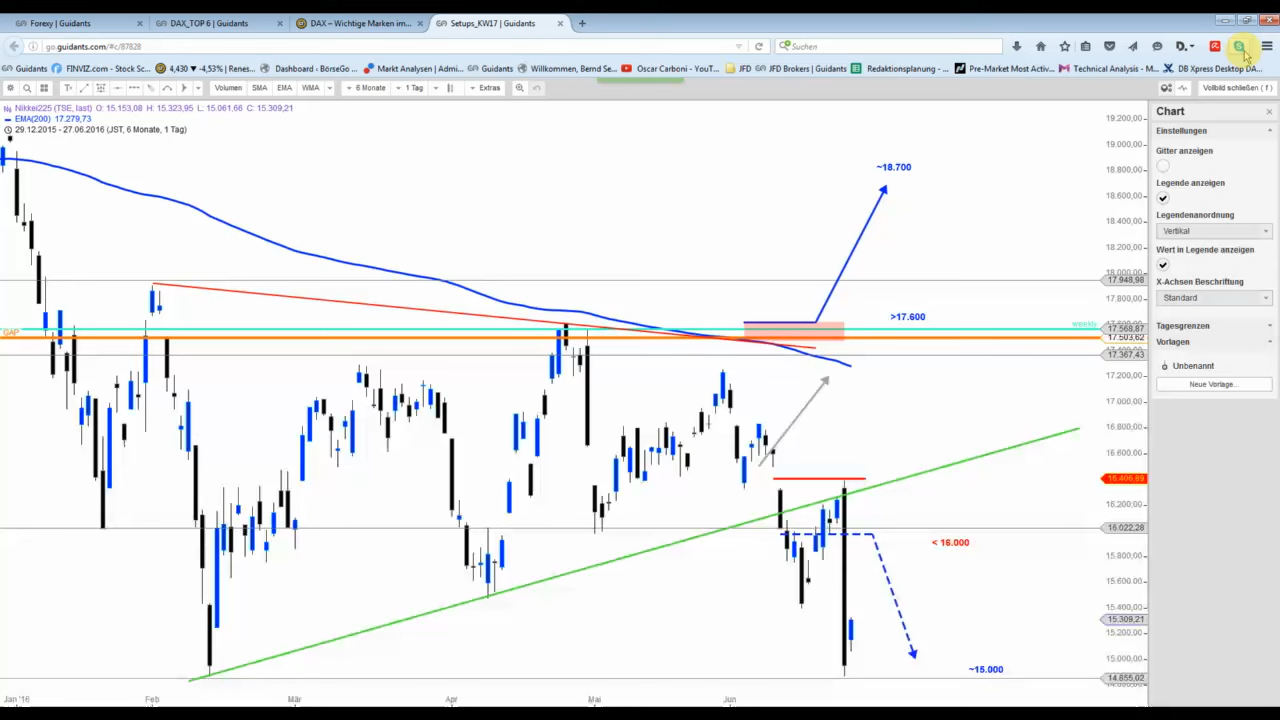 Forexy | Guidants
DAX_TOP 6 | Guidants
DAX – Wichtige Marken im...
Setups_KW17 | Guidants
go.guidants.com/#c/87828
Suchen
Guidants
FINVIZ.com - Stock Sc...
4,430 ▾ -4,53% | Renes...
Dashboard - BörseGo ...
Markt Analysen | Admi...
Guidants
Willkommen, Bernd Se...
Oscar Carboni - YouT...
JFD
JFD Brokers | Guidants
Redaktionsplanung - ...
Pre-Market Most Activ...
Technical Analysis - M...
DB Xpress Desktop DA...
Volumen
SMA
EMA
WMA
6 Monate
1 Tag
Extras
Vollbild schließen ( f )
Nikkei225 (TSE, last) O: 15.153,08 H: 15.323,95 L: 15.061,66 C: 15.309,21
EMA(200) 17.279,73
29.12.2015 - 27.06.2016 (JST, 6 Monate, 1 Tag)
Chart
Einstellungen
Gitter anzeigen
Legende anzeigen
Legendenanordnung
Vertikal
Wert in Legende anzeigen
X-Achsen Beschriftung
Standard
Tagesgrenzen
Vorlagen
Unbenannt
Neue Vorlage...
~18.700
>17.600
weekly
GAP
< 16.000
~15.000
19.200,00
19.000,00
18.800,00
18.600,00
18.400,00
18.200,00
18.000,00
17.948,98
17.800,00
17.568,87
17.503,62
17.367,43
17.200,00
17.000,00
16.800,00
16.600,00
16.200,00
16.022,28
15.800,00
15.600,00
15.400,00
15.309,21
15.200,00
15.000,00
14.855,02
Jan '16
Feb
Mär
Apr
Mai
Jun